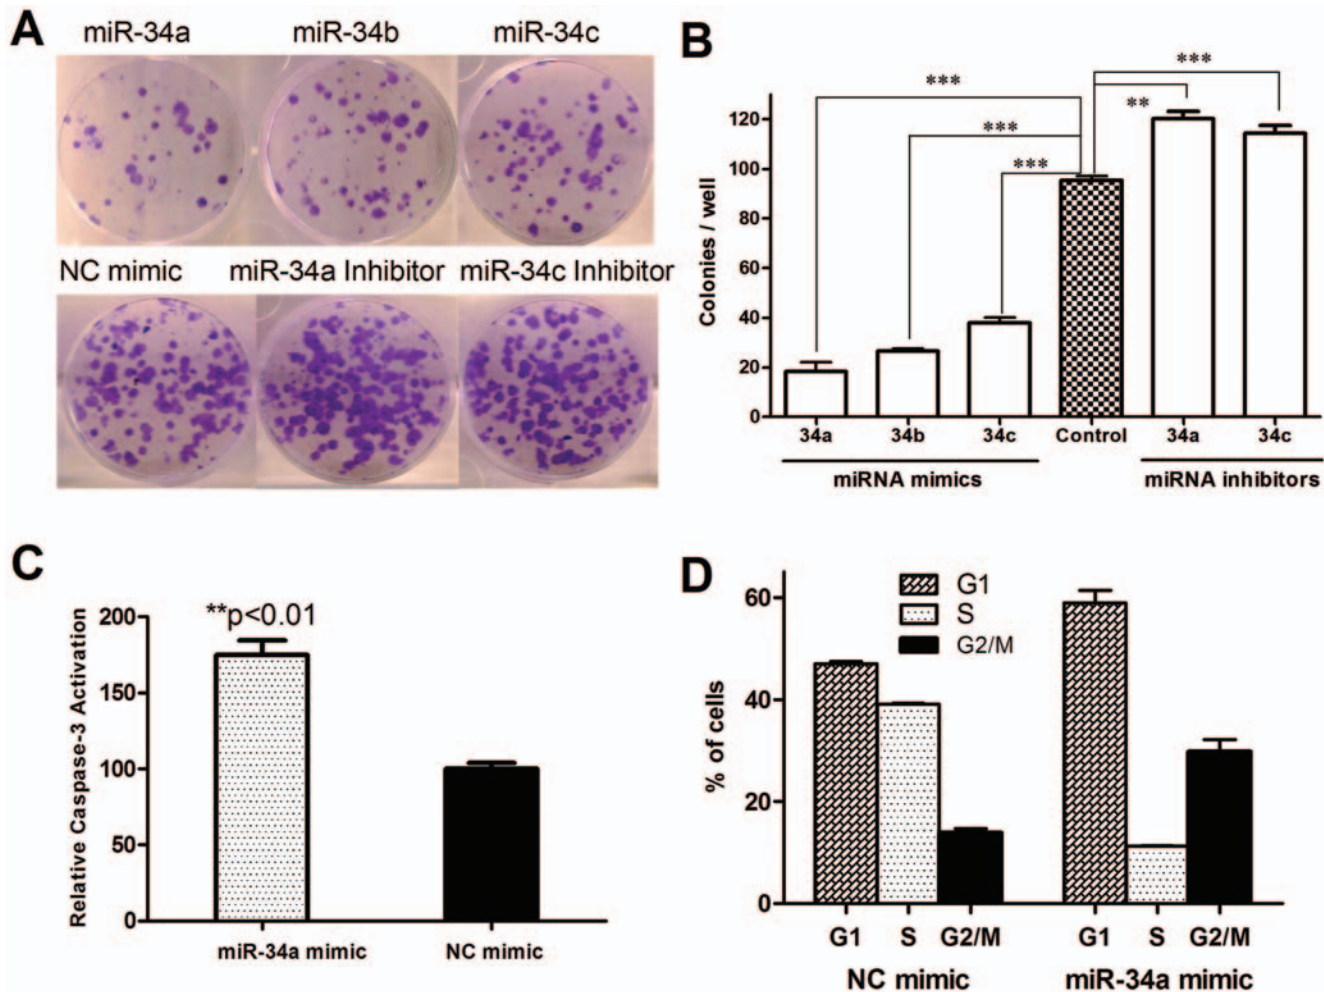 A
miR-34a miR-34b miR-34c
NC mimic miR-34a Inhibitor miR-34c Inhibitor
B
Colonies / well
120
100
80
60
40
20
0
***
***
***
**
***
34a 34b 34c Control 34a 34c
miRNA mimics miRNA inhibitors
C
Relative Caspase-3 Activation
200
150
100
50
0
**p<0.01
miR-34a mimic NC mimic
D
% of cells
60
40
20
0
G1
S
G2/M
G1 S G2/M G1 S G2/M
NC mimic miR-34a mimic